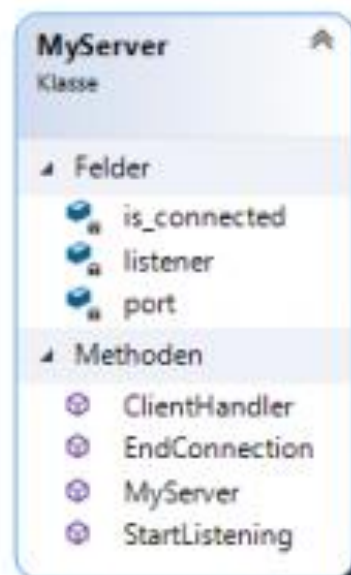 MyServer
Klasse
Felder
is_connected
listener
port
Methoden
ClientHandler
EndConnection
MyServer
StartListening